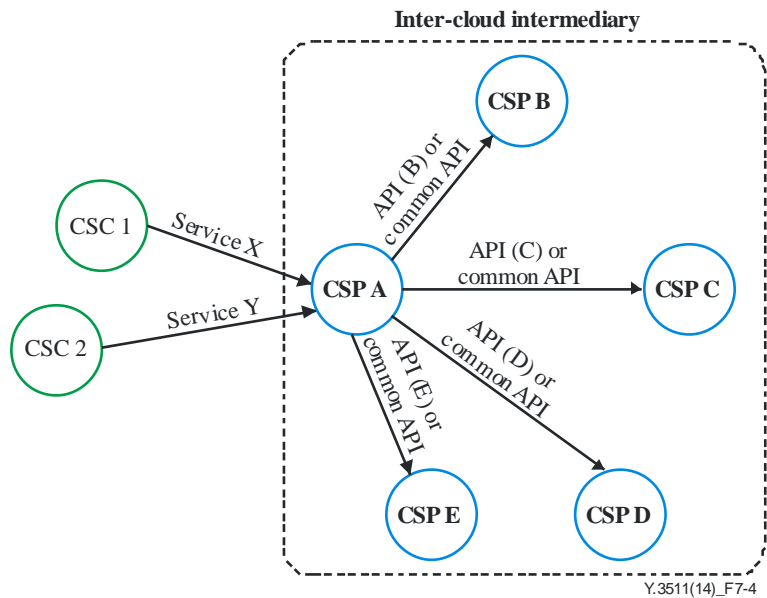 Inter-cloud intermediary
CSP B
API (B) or
common API
CSC 1
Service X
API (C) or
common API
CSP A
CSP C
Service Y
CSC 2
API (D) or
common API
API (E) or
common API
CSP E
CSP D
Y.3511(14)_F7-4